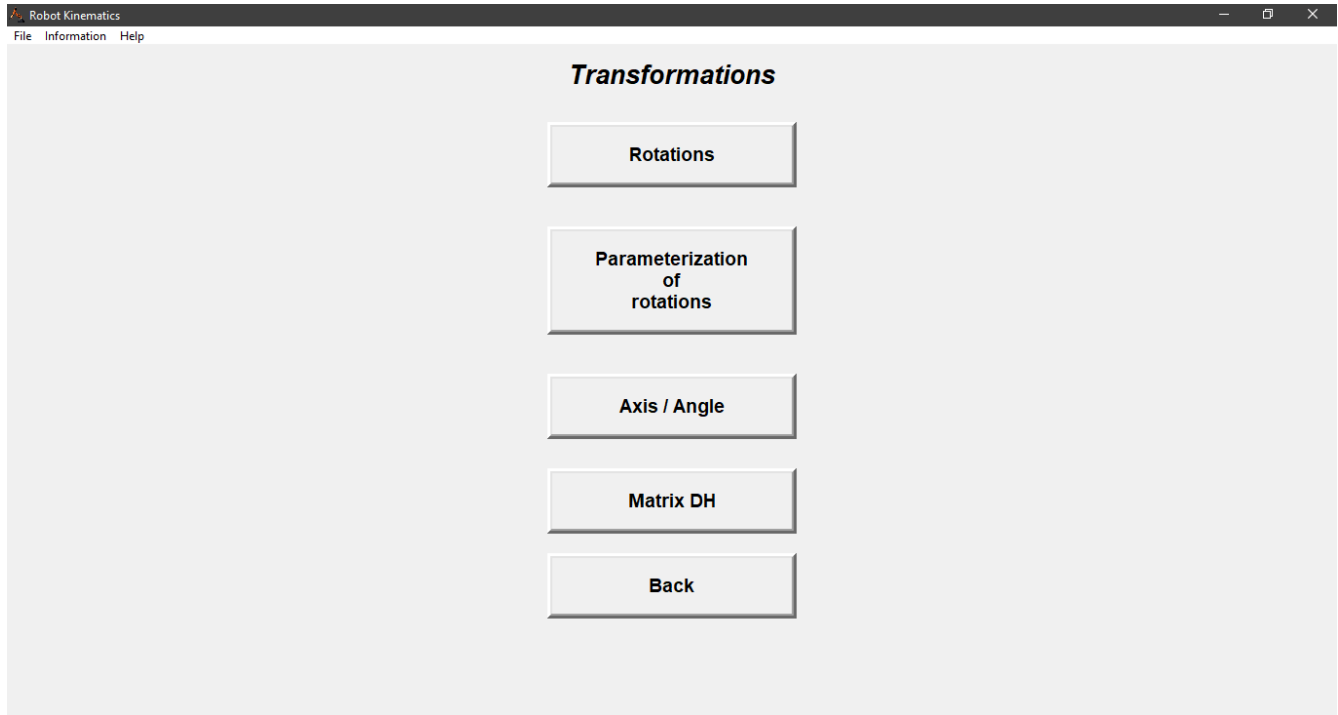 Robot Kinematics
File Information Help
Transformations
Rotations
Parameterization
of
rotations
Axis / Angle
Matrix DH
Back